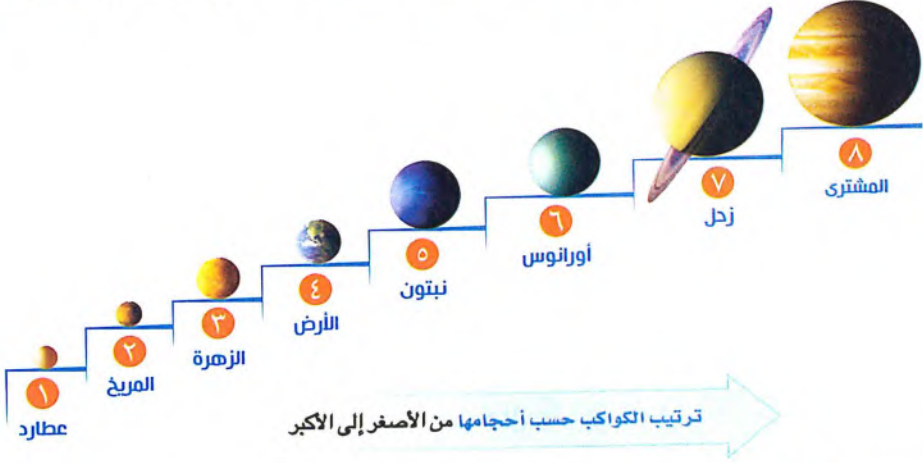 ١
عطارد
٢
المريخ
٣
الزهرة
٤
الأرض
٥
نبتون
٦
أورانوس
٧
زحل
٨
المشترى
ترتيب الكواكب حسب أحجامها من الأصغر إلى الأكبر